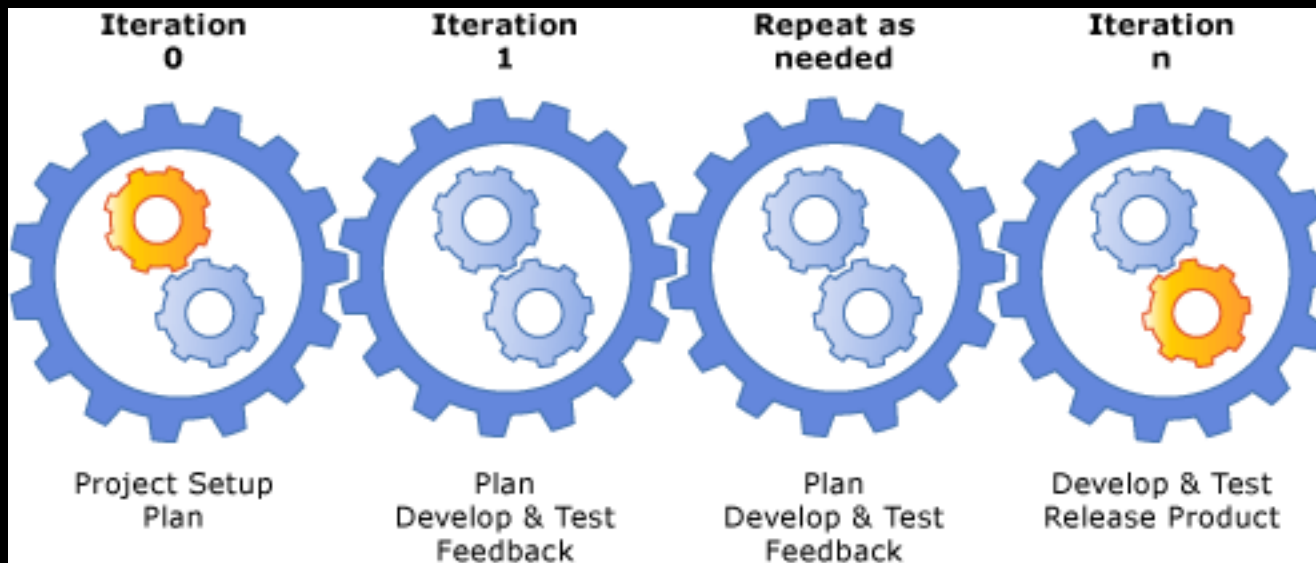 Iteration
0
Iteration
1
Repeat as
needed
Iteration
n
Project Setup
Plan
Plan
Develop & Test
Feedback
Plan
Develop & Test
Feedback
Develop & Test
Release Product